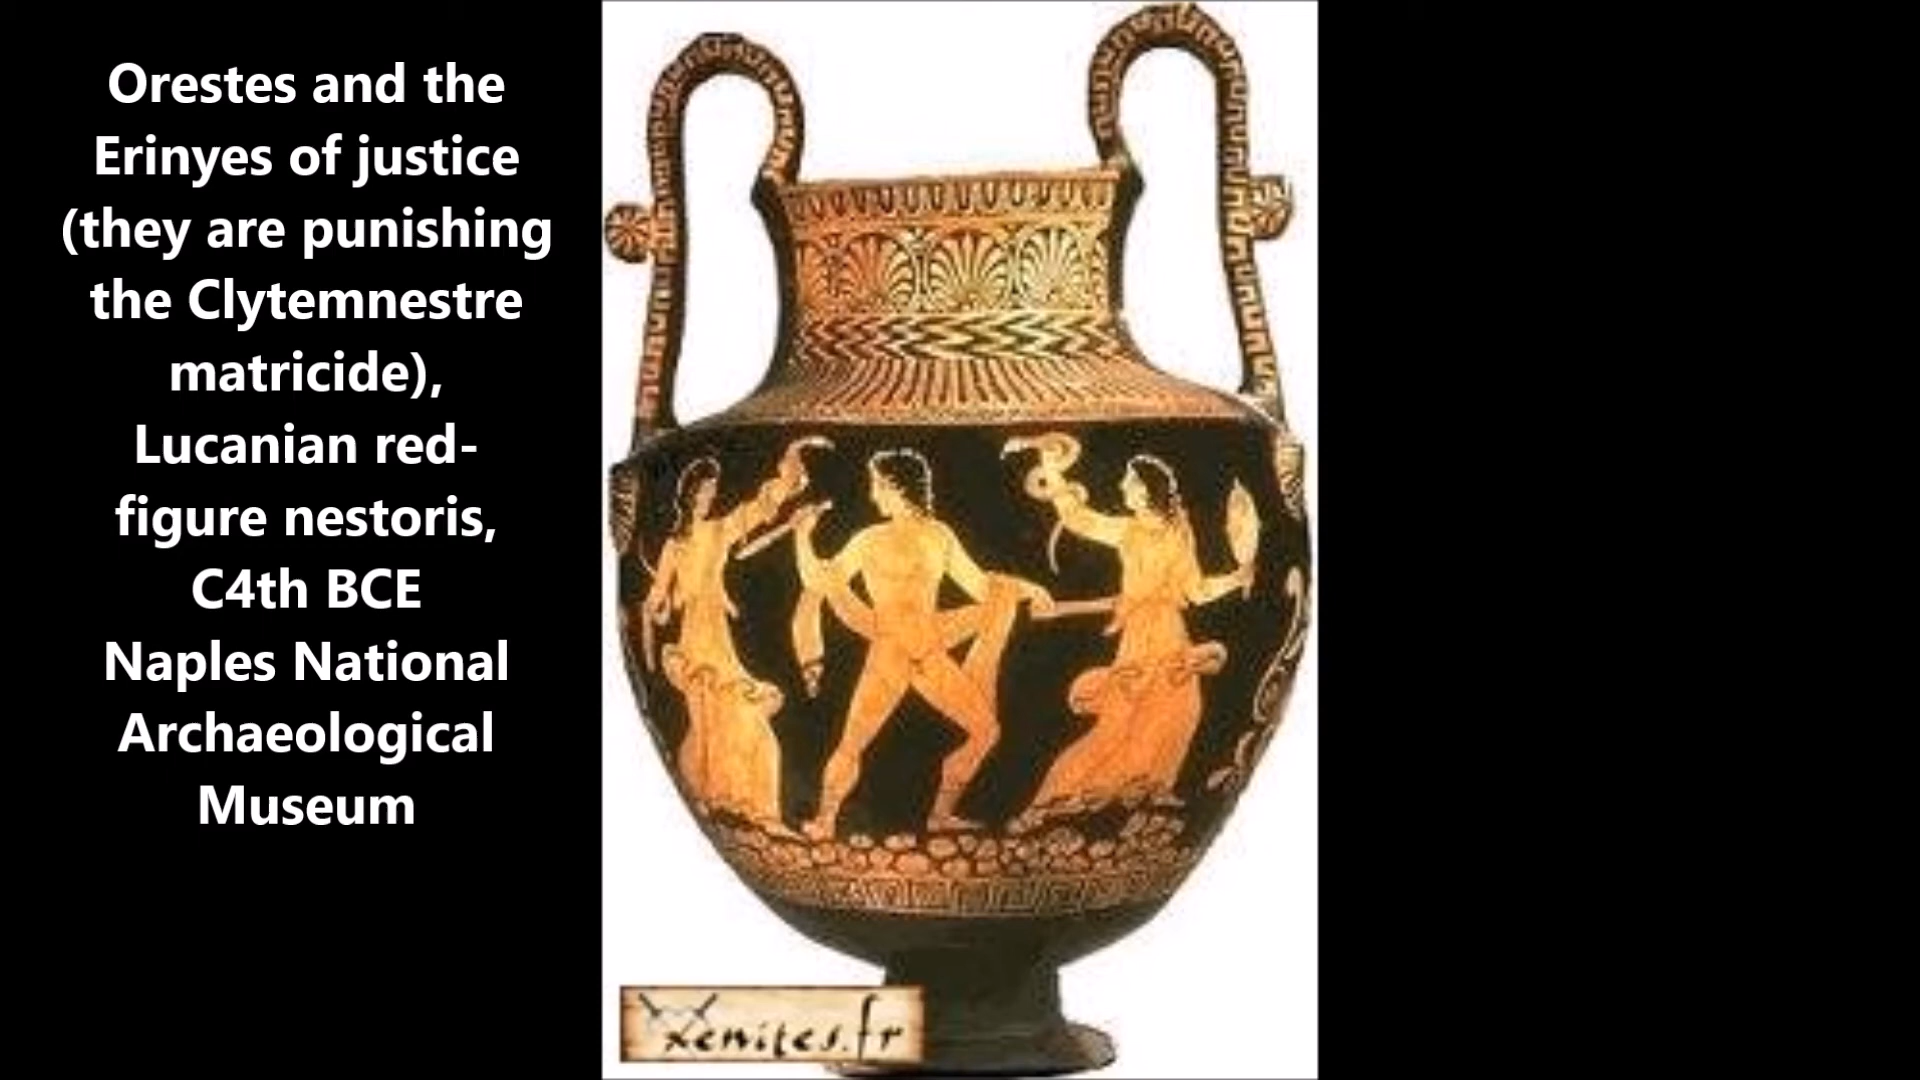 Orestes and the
Erinyes of justice
(they are punishing
the Clytemnestre
matricide),
Lucanian red-
figure nestoris,
C4th BCE
Naples National
Archaeological
Museum
xenites.fr